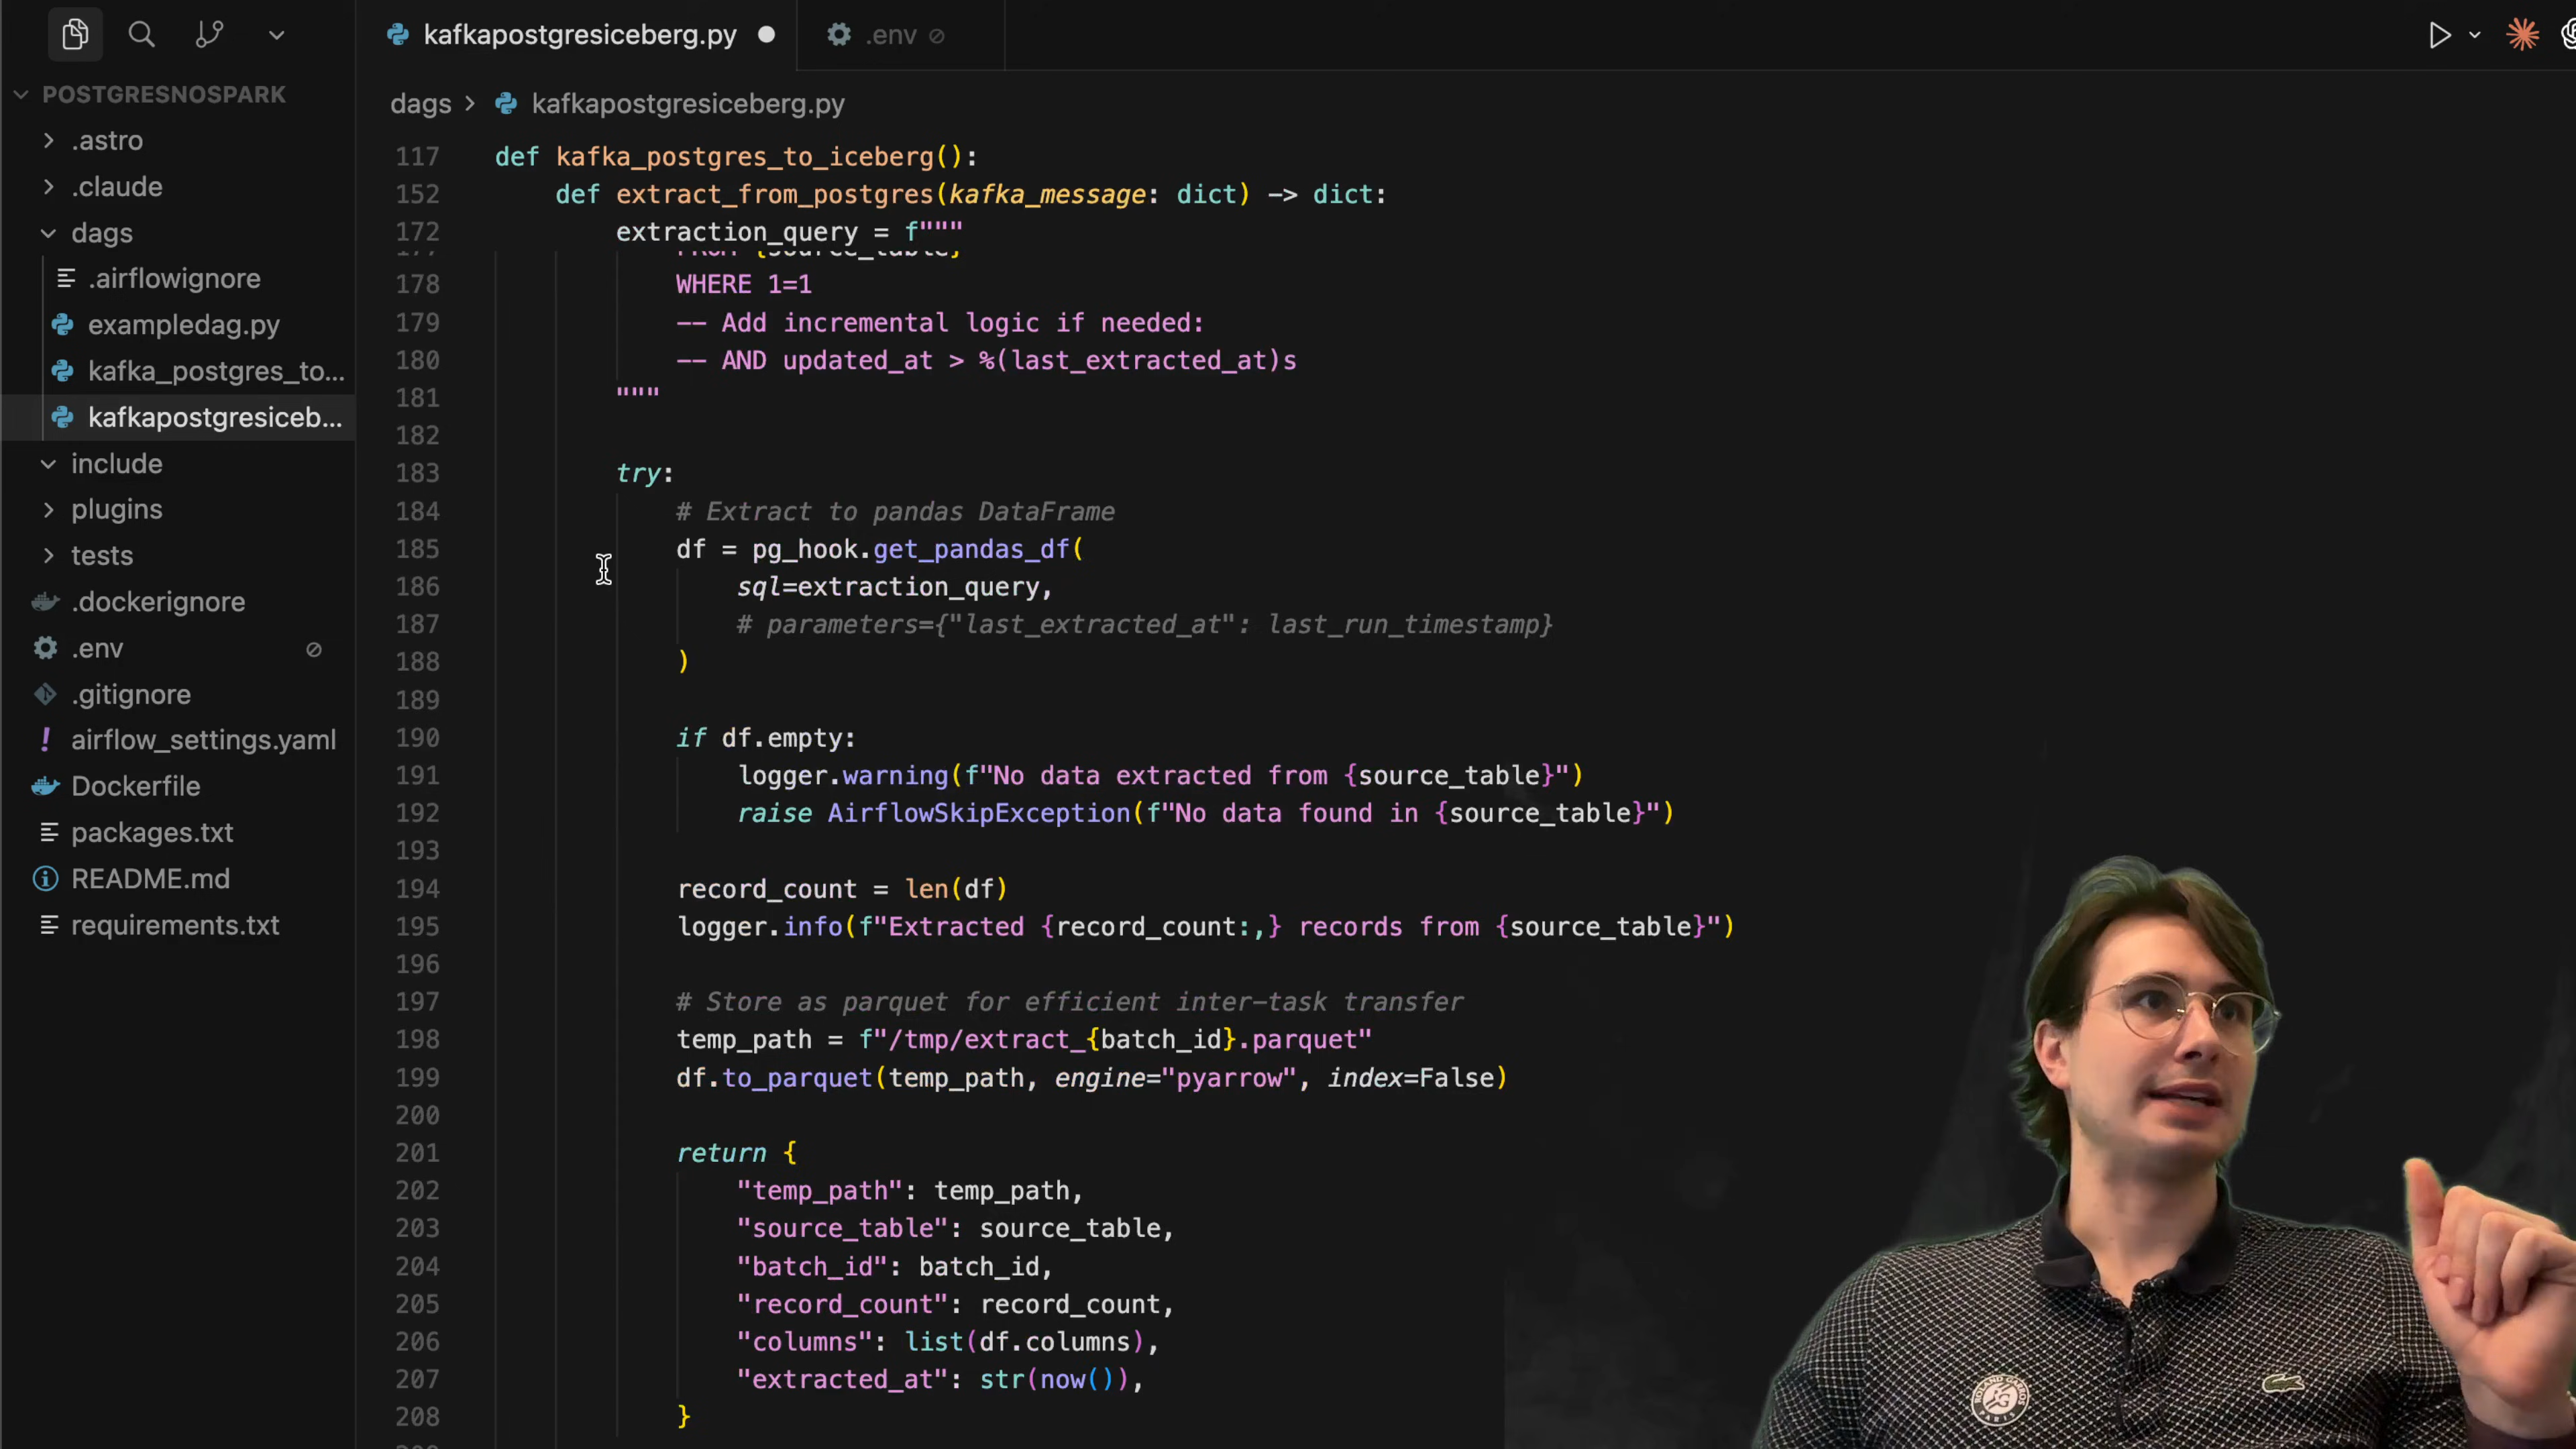 kafkapostgresiceberg.py
.env
POSTGRESNOSPARK
.astro
.claude
dags
.airflowignore
exampledag.py
kafka_postgres_to...
kafkapostgresiceb...
include
plugins
tests
.dockerignore
.env
.gitignore
airflow_settings.yaml
Dockerfile
packages.txt
README.md
requirements.txt
dags > kafkapostgresiceberg.py
117 def kafka_postgres_to_iceberg():
152 def extract_from_postgres(kafka_message: dict) -> dict:
172 extraction_query = f"""
177 FROM {source_table}
178 WHERE 1=1
179 -- Add incremental logic if needed:
180 -- AND updated_at > %(last_extracted_at)s
181 """
182
183 try:
184 # Extract to pandas DataFrame
185 df = pg_hook.get_pandas_df(
186 sql=extraction_query,
187 # parameters={"last_extracted_at": last_run_timestamp}
188 )
189
190 if df.empty:
191 logger.warning(f"No data extracted from {source_table}")
192 raise AirflowSkipException(f"No data found in {source_table}")
193
194 record_count = len(df)
195 logger.info(f"Extracted {record_count:,} records from {source_table}")
196
197 # Store as parquet for efficient inter-task transfer
198 temp_path = f"/tmp/extract_{batch_id}.parquet"
199 df.to_parquet(temp_path, engine="pyarrow", index=False)
200
201 return {
202 "temp_path": temp_path,
203 "source_table": source_table,
204 "batch_id": batch_id,
205 "record_count": record_count,
206 "columns": list(df.columns),
207 "extracted_at": str(now()),
208 }
ROLAND GARROS
PARIS